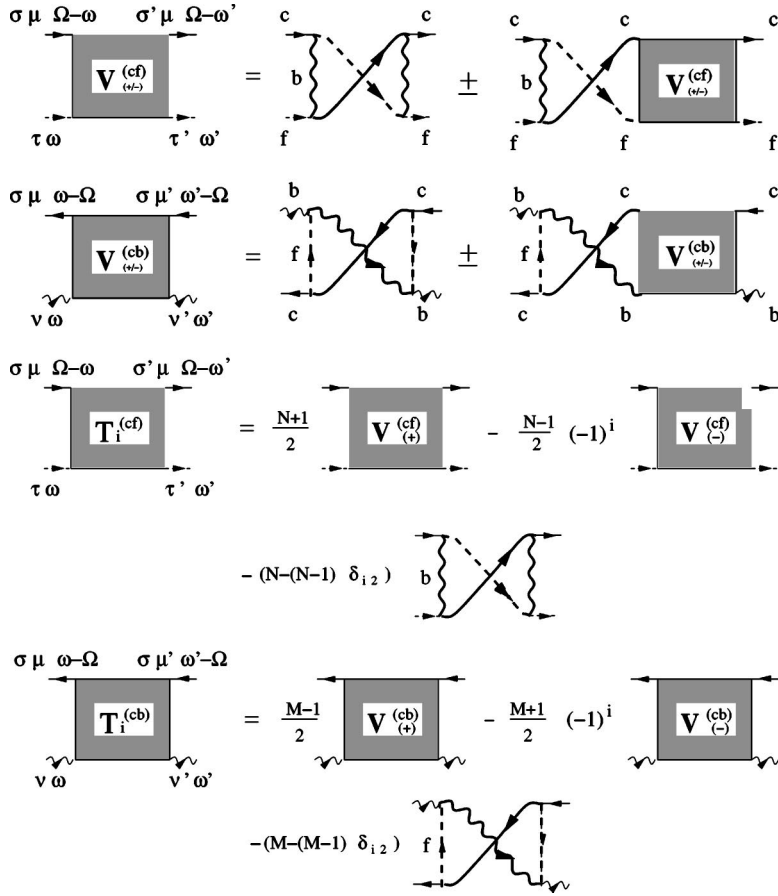 σ μ Ω−ω σ' μ Ω−ω' c c c c
V (cf) (+/−) = b ± b V (cf) (+/−)
τ ω τ' ω' f f f f f
σ μ ω−Ω σ μ' ω'−Ω b c b c c
V (cb) (+/−) = f ± f V (cb) (+/−)
ν ω ν' ω' c b c b b
σ μ Ω−ω σ' μ Ω−ω'
T i (cf) = N+1 / 2 V (cf) (+) − N−1 / 2 (−1) i V (cf) (−)
τ ω τ' ω'
− (N−(N−1) δ i 2 ) b
σ μ ω−Ω σ μ' ω'−Ω
T i (cb) = M−1 / 2 V (cb) (+) − M+1 / 2 (−1) i V (cb) (−)
ν ω ν' ω'
−(M−(M−1) δ i 2 ) f